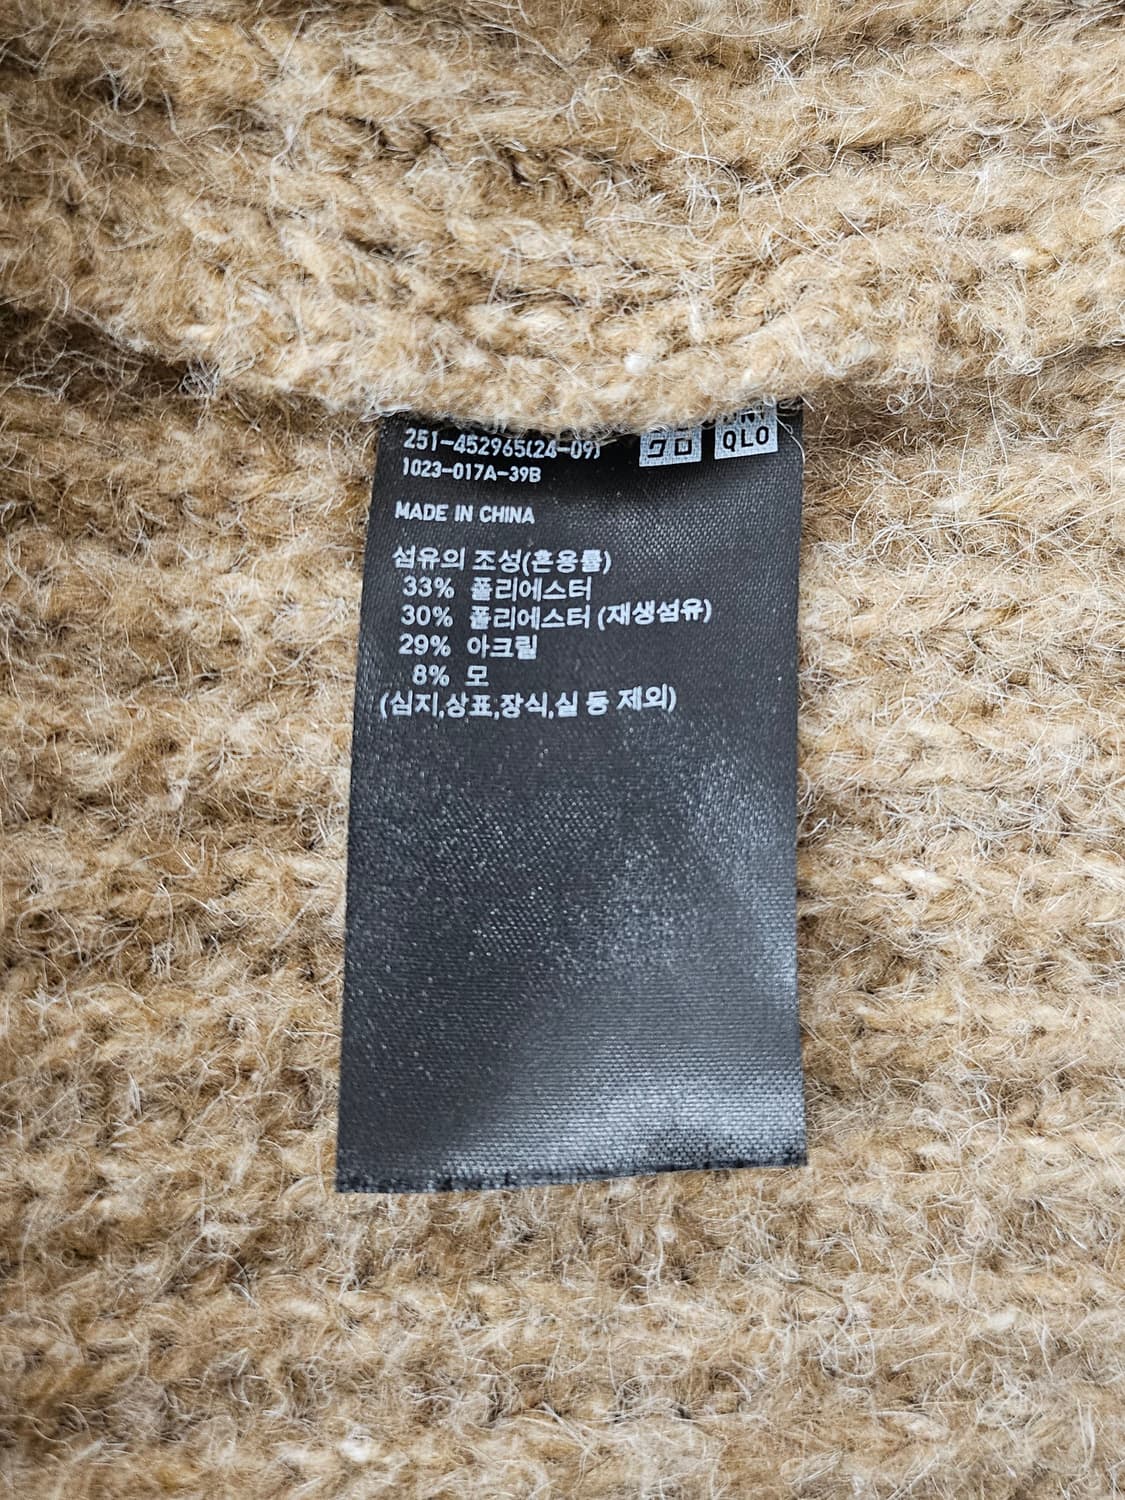 251-452965(24-09)
1023-017A-39B
QLO
MADE IN CHINA
섬유의 조성(혼용률)
33% 폴리에스터
30% 폴리에스터 (재생섬유)
29% 아크릴
8% 모
(심지,상표,장식,실 등 제외)